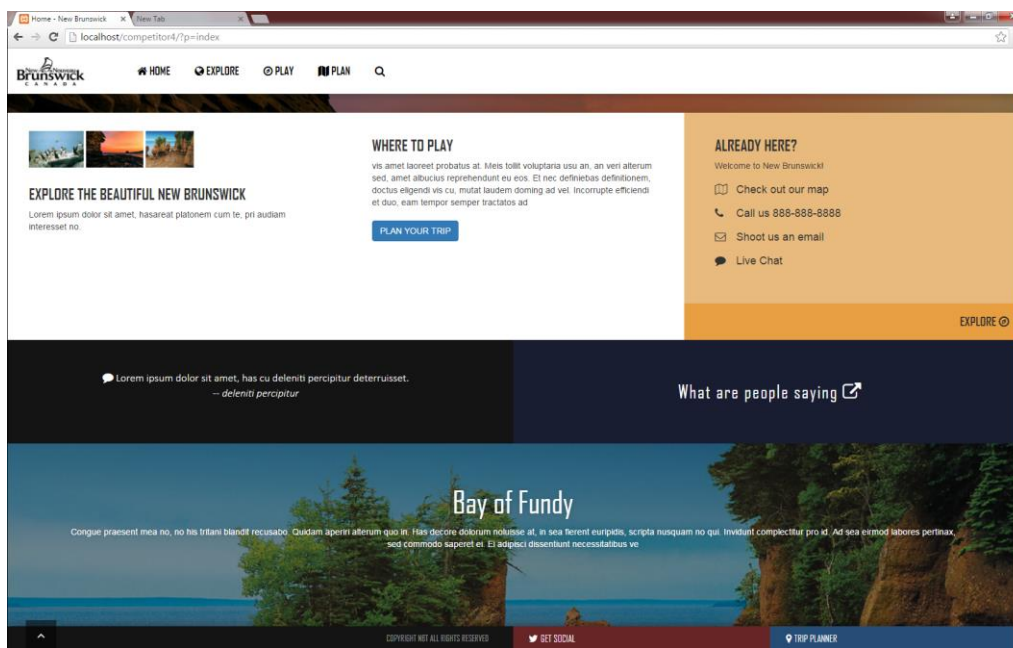 Home - New Brunswick
New Tab
localhost/competitor4/?p=index
New Nouveau
Brunswick
CANADA
HOME
EXPLORE
PLAY
PLAN
EXPLORE THE BEAUTIFUL NEW BRUNSWICK
Lorem ipsum dolor sit amet, hasareat platonem cum te, pri audiam
interesset no.
WHERE TO PLAY
vis amet laoreet probatus at. Meis tollit voluptaria usu an, an veri alterum
sed, amet albucius reprehendunt eu eos. Et nec definiebas definitionem,
doctus eligendi vis cu, mutat laudem doming ad vel. Incorrupte efficiendi
et duo, eam tempor semper tractatos ad
PLAN YOUR TRIP
ALREADY HERE?
Welcome to New Brunswick!
Check out our map
Call us 888-888-8888
Shoot us an email
Live Chat
EXPLORE
Lorem ipsum dolor sit amet, has cu deleniti percipitur deterruisset.
-- deleniti percipitur
What are people saying
Bay of Fundy
Congue praesent mea no, no his tritani blandit recusabo. Quidam aperiri alterum quo in. Has decore dolorum noluisse at, in sea fierent euripidis, scripta nusquam no qui. Invidunt complectitur pro id. Ad sea eirmod labores pertinax,
sed commodo saperet ei. Ei adipisci dissentiunt necessitatibus ve
COPYRIGHT NBT ALL RIGHTS RESERVED
GET SOCIAL
TRIP PLANNER